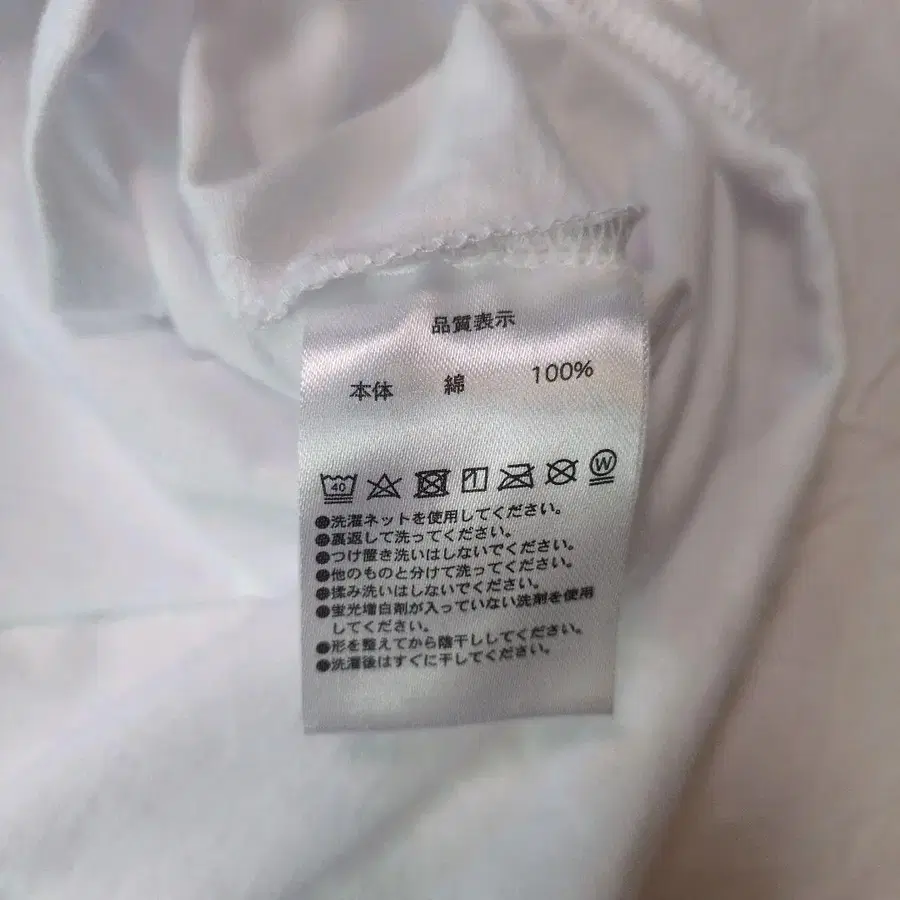 品質表示
本体 綿 100%
40 W
●洗濯ネットを使用してください。
●裏返して洗ってください。
●つけ置き洗いはしないでください。
●他のものと分けて洗ってください。
●揉み洗いはしないでください。
●蛍光増白剤が入っていない洗剤を使用
してください。
●形を整えてから陰干ししてください。
●洗濯後はすぐに干してください。